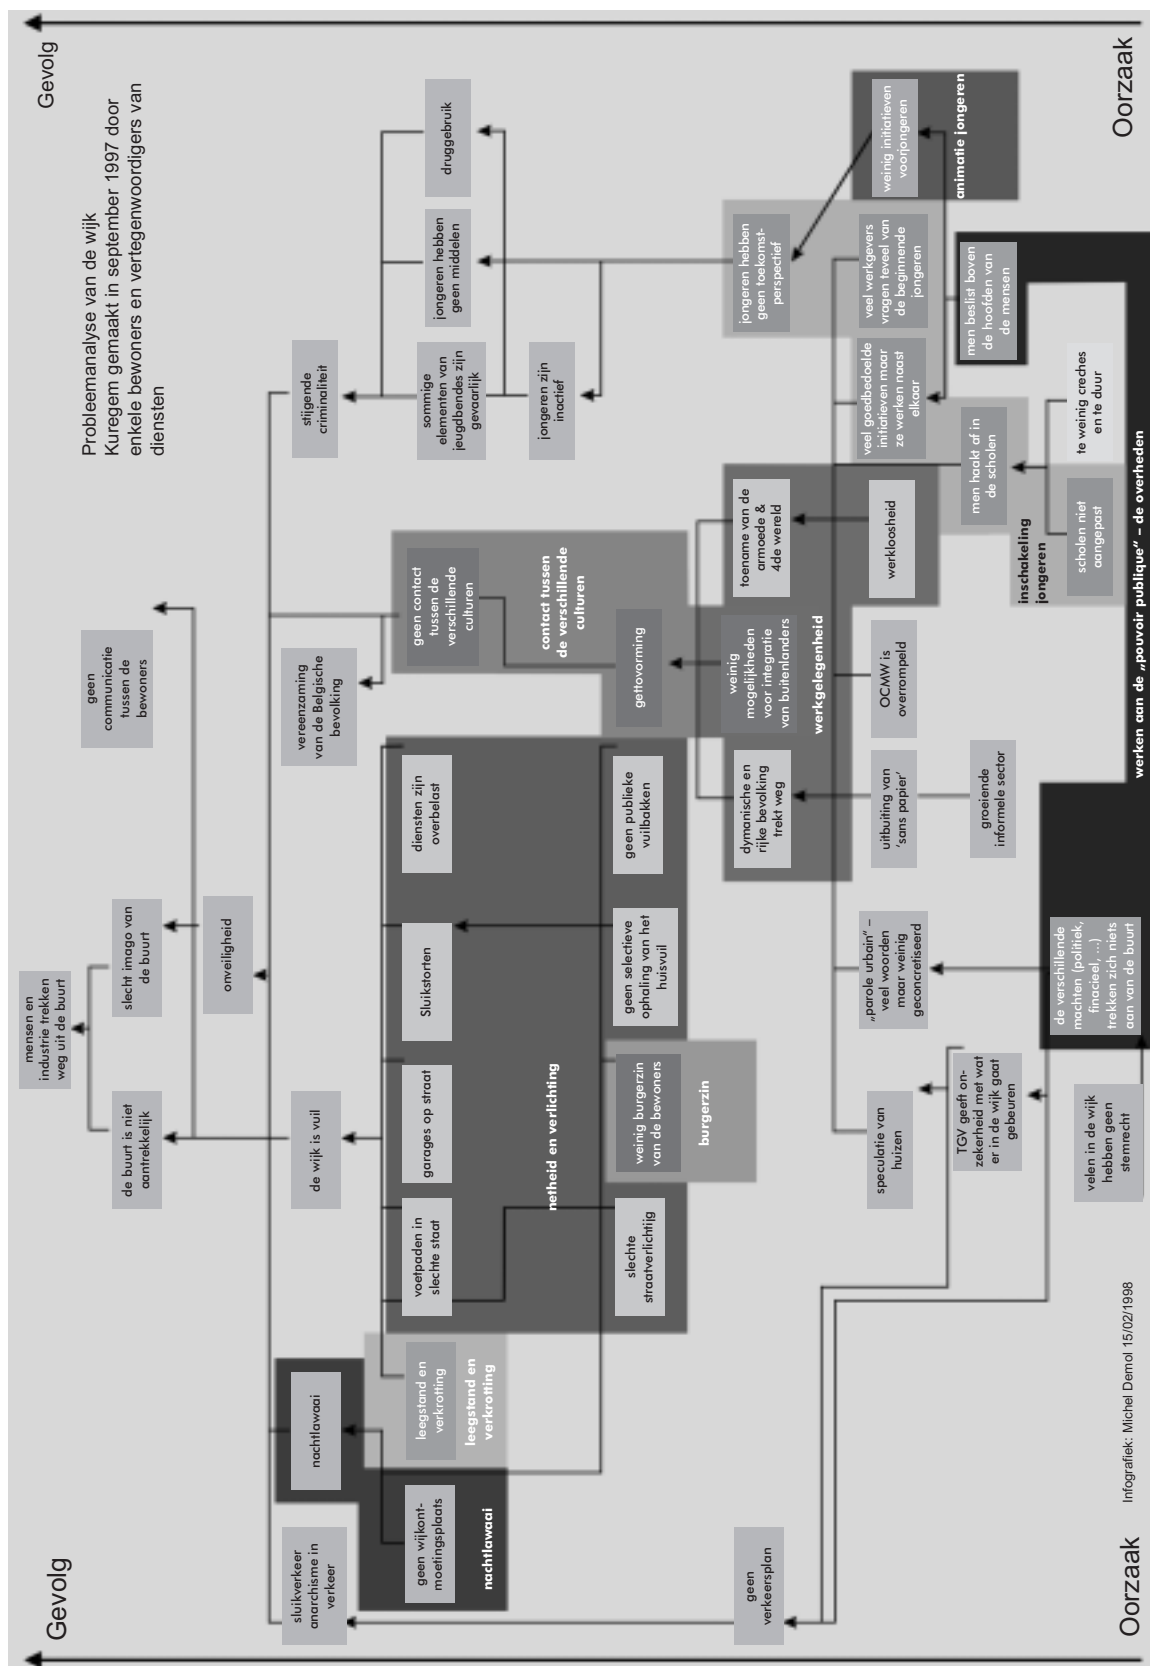 Gevolg
Gevolg
Probleemanalyse van de wijk
Kuregem gemaakt in september 1997 door
enkele bewoners en vertegenwoordigers van
diensten
mensen en
industrie trekken
weg uit de buurt
de buurt is niet
aantrekkelijk
slecht imago van
de buurt
geen
communicatie
tussen de
bewoners
onveiligheid
sluikverkeer
anarchisme in
verkeer
nachtlawaai
de wijk is vuil
vereenzaming
van de Belgische
bevolking
stijgende
criminaliteit
geen wijkont-
moetingsplaats
nachtlawaai
leegstand en
verkrotting
leegstand en
verkrotting
voetpaden in
slechte staat
garages op straat
Sluikstorten
diensten zijn
overbelast
geen contact
tussen de
verschillende
culturen
contact tussen
de verschillende
culturen
sommige
elementen van
jeugdbendes zijn
gevaarlijk
jongeren hebben
geen middelen
druggebruik
jongeren zijn
inactief
netheid en verlichting
slechte
straatverlichtijg
weinig burgerzin
van de bewoners
burgerzin
geen selectieve
ophaling van het
huisvuil
geen publieke
vuilbakken
gettovorming
geen
verkeersplan
dymanische en
rijke bevolking
trekt weg
weinig
mogelijkheden
voor integratie
van buitenlanders
toename van de
armoede &
4de wereld
werkgelegenheid
jongeren hebben
geen toekomst-
perspectief
speculatie van
huizen
„parole urbain” –
veel woorden
maar weinig
geconcretiseerd
uitbuiting van
‘sans papier’
OCMW is
overrompeld
werkloosheid
veel goedbedoelde
initiatieven maar
ze werken naast
elkaar
veel werkgevers
vragen teveel van
de beginnende
jongeren
weinig initiatieven
voorjongeren
animatie jongeren
TGV geeft on-
zekerheid met wat
er in de wijk gaat
gebeuren
groeiende
informele sector
men haakt af in
de scholen
men beslist boven
de hoofden van
de mensen
inschakeling
jongeren
velen in de wijk
hebben geen
stemrecht
de verschillende
machten (politiek,
finacieel, ...)
trekken zich niets
aan van de buurt
scholen niet
aangepast
te weinig creches
en te duur
werken aan de „pouvoir publique” – de overheden
Oorzaak
Infografiek: Michel Demol 15/02/1998
Oorzaak